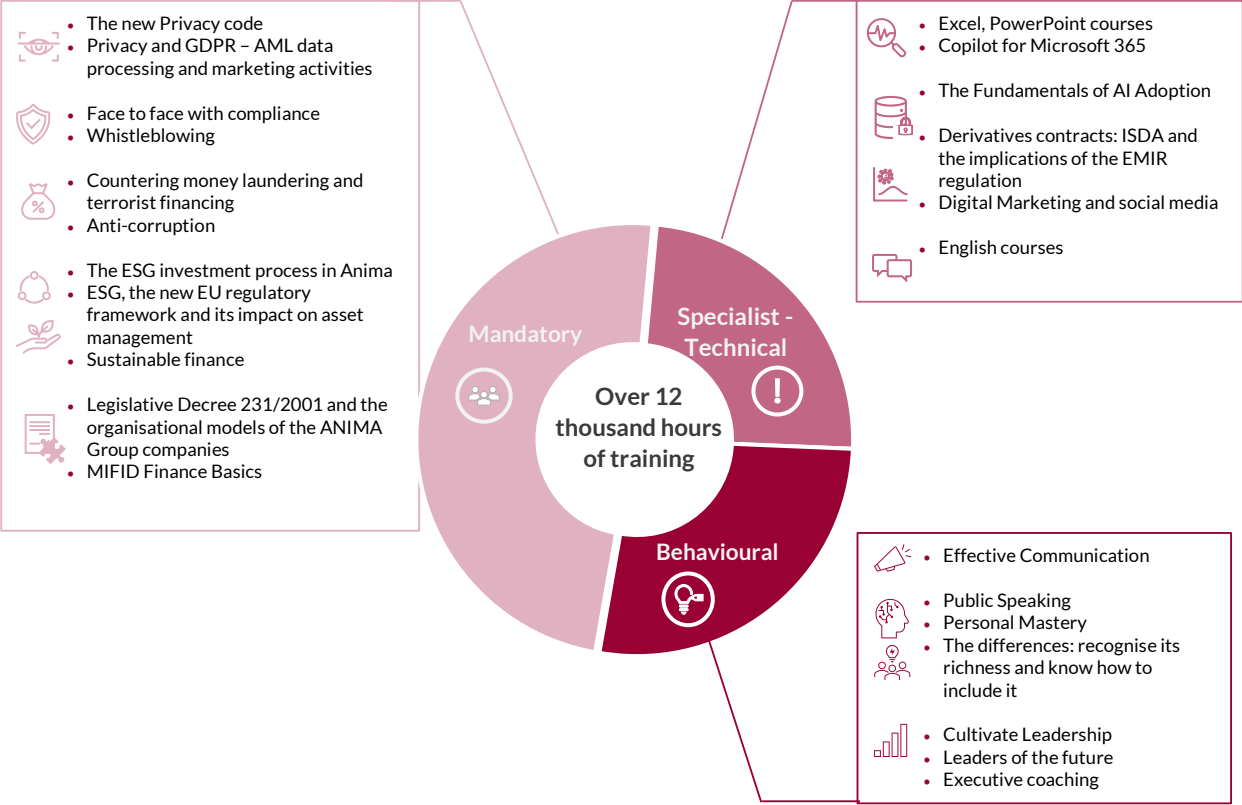 • The new Privacy code
• Privacy and GDPR – AML data
processing and marketing activities
• Face to face with compliance
• Whistleblowing
• Countering money laundering and
terrorist financing
• Anti-corruption
• The ESG investment process in Anima
• ESG, the new EU regulatory
framework and its impact on asset
management
• Sustainable finance
• Legislative Decree 231/2001 and the
organisational models of the ANIMA
Group companies
• MIFID Finance Basics
• Excel, PowerPoint courses
• Copilot for Microsoft 365
• The Fundamentals of AI Adoption
• Derivatives contracts: ISDA and
the implications of the EMIR
regulation
• Digital Marketing and social media
• English courses
Mandatory
Specialist -
Technical
Over 12
thousand hours
of training
Behavioural
• Effective Communication
• Public Speaking
• Personal Mastery
• The differences: recognise its
richness and know how to
include it
• Cultivate Leadership
• Leaders of the future
• Executive coaching